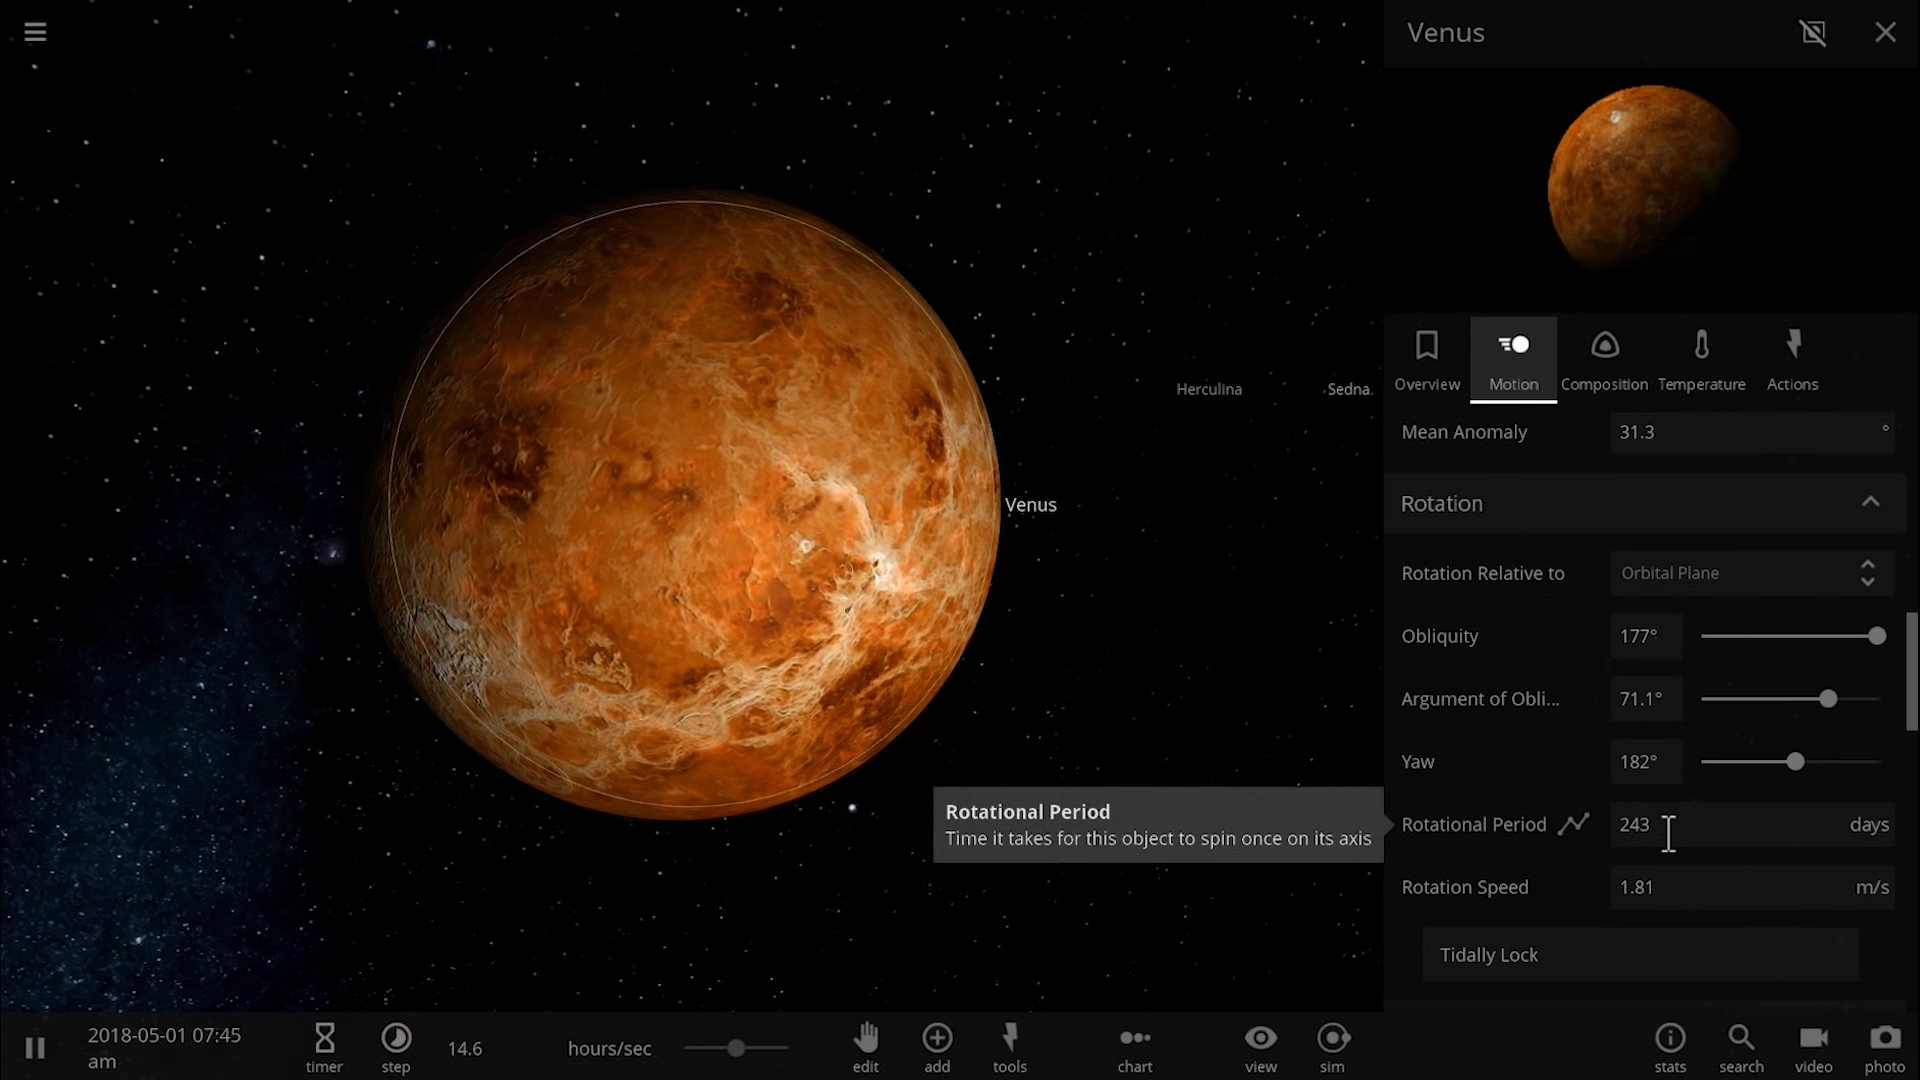 Venus
Herculina
Sedna
Venus
Overview
Motion
Composition
Temperature
Actions
Mean Anomaly 31.3 °
Rotation
Rotation Relative to Orbital Plane
Obliquity 177°
Argument of Obli... 71.1°
Yaw 182°
Rotational Period
Time it takes for this object to spin once on its axis
Rotational Period 243 days
Rotation Speed 1.81 m/s
Tidally Lock
2018-05-01 07:45
am
timer
step
14.6
hours/sec
edit
add
tools
chart
view
sim
stats
search
video
photo